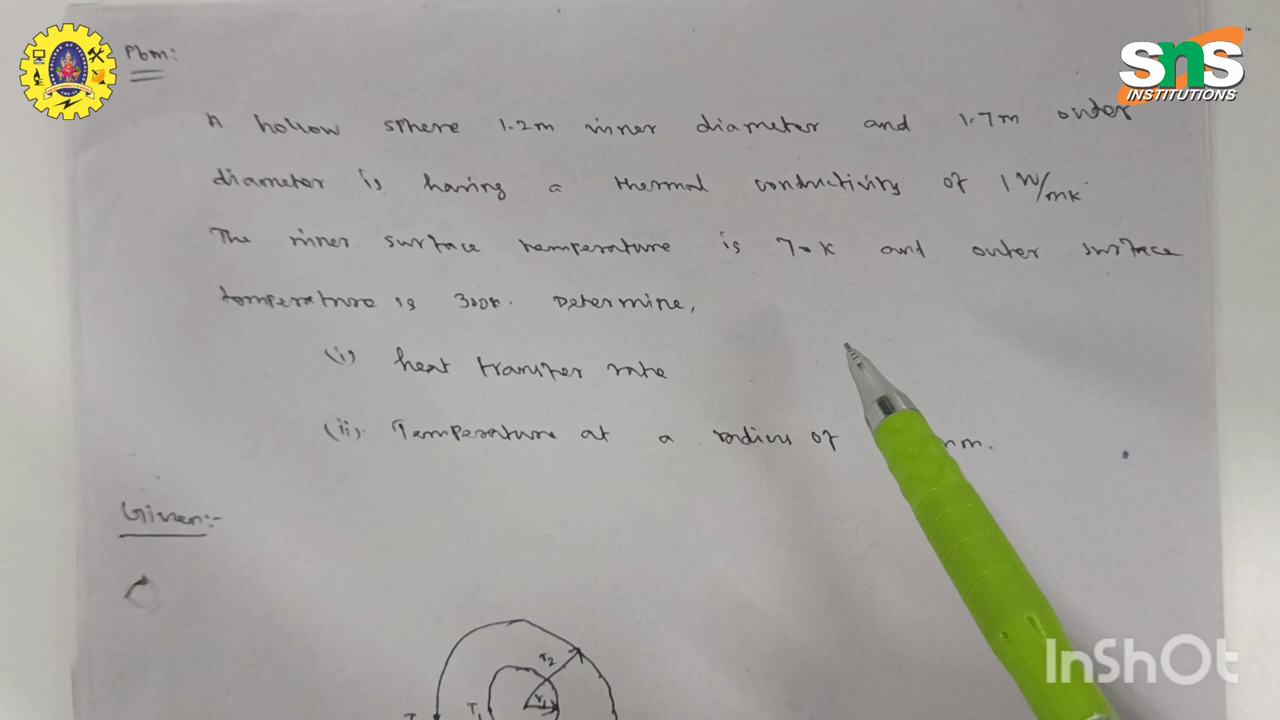 Pbm:
SnS
INSTITUTIONS
A hollow sphere 1.2m inner diameter and 1.7m outer
diameter is having a thermal conductivity of 1 W/mk.
The inner surface temperature is 70K and outer surface
temperature is 300K. Determine,
(i) heat transfer rate
(ii). Temperature at a radius of mm.
Given:-
r2
T1
r1
InShOt